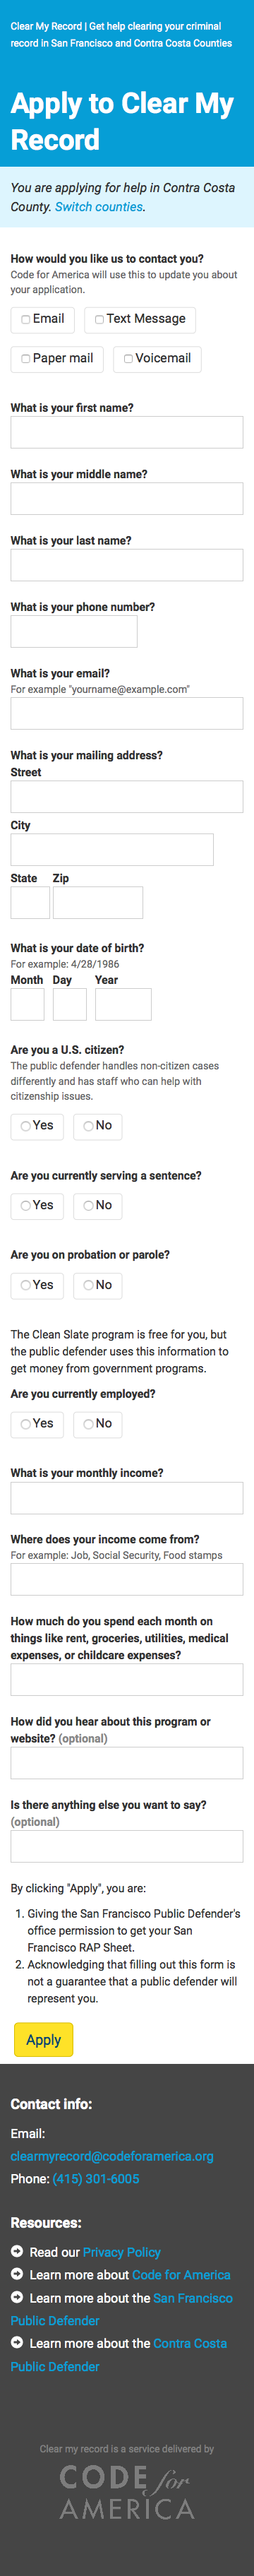 Clear My Record | Get help clearing your criminal
record in San Francisco and Contra Costa Counties
Apply to Clear My
Record
You are applying for help in Contra Costa
County. Switch counties.
How would you like us to contact you?
Code for America will use this to update you about
your application.
Email Text Message
Paper mail Voicemail
What is your first name?
What is your middle name?
What is your last name?
What is your phone number?
What is your email?
For example "yourname@example.com"
What is your mailing address?
Street
City
State Zip
What is your date of birth?
For example: 4/28/1986
Month Day Year
Are you a U.S. citizen?
The public defender handles non-citizen cases
differently and has staff who can help with
citizenship issues.
Yes No
Are you currently serving a sentence?
Yes No
Are you on probation or parole?
Yes No
The Clean Slate program is free for you, but
the public defender uses this information to
get money from government programs.
Are you currently employed?
Yes No
What is your monthly income?
Where does your income come from?
For example: Job, Social Security, Food stamps
How much do you spend each month on
things like rent, groceries, utilities, medical
expenses, or childcare expenses?
How did you hear about this program or
website? (optional)
Is there anything else you want to say?
(optional)
By clicking "Apply", you are:
1. Giving the San Francisco Public Defender's
office permission to get your San
Francisco RAP Sheet.
2. Acknowledging that filling out this form is
not a guarantee that a public defender will
represent you.
Apply
Contact info:
Email:
clearmyrecord@codeforamerica.org
Phone: (415) 301-6005
Resources:
Read our Privacy Policy
Learn more about Code for America
Learn more about the San Francisco
Public Defender
Learn more about the Contra Costa
Public Defender
Clear my record is a service delivered by
CODE for
AMERICA